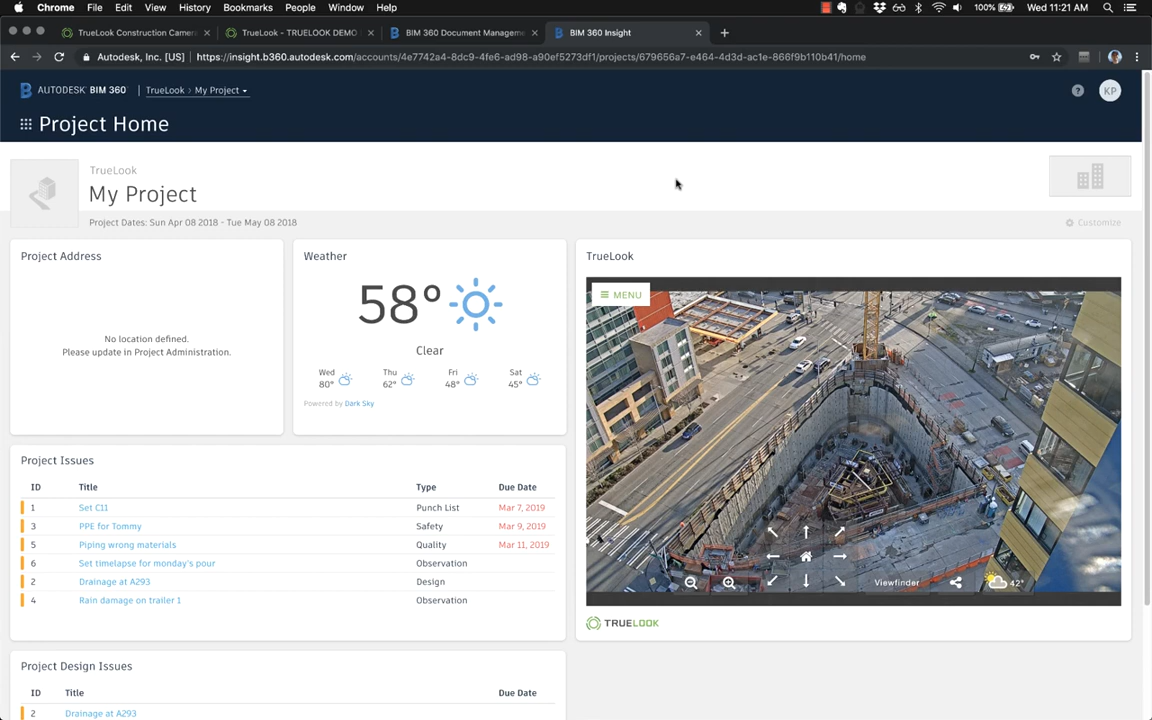 Chrome File Edit View History Bookmarks People Window Help 100% Wed 11:21 AM
TrueLook Construction Camera TrueLook - TRUELOOK DEMO BIM 360 Document Managem BIM 360 Insight
Autodesk, Inc. [US] https://insight.b360.autodesk.com/accounts/4e7742a4-8dc9-4fe6-ad98-a90ef5273df1/projects/679656a7-e464-4d3d-ac1e-866f9b110b41/home
AUTODESK BIM 360 TrueLook > My Project KP
Project Home
TrueLook
My Project
Project Dates: Sun Apr 08 2018 - Tue May 08 2018
Customize
Project Address
No location defined.
Please update in Project Administration.
Weather
58°
Clear
Wed Thu Fri Sat
80° 62° 48° 45°
Powered by Dark Sky
TrueLook
MENU
Viewfinder 42°
TRUELOOK
Project Issues
ID Title Type Due Date
1 Set C11 Punch List Mar 7, 2019
3 PPE for Tommy Safety Mar 9, 2019
5 Piping wrong materials Quality Mar 11, 2019
6 Set timelapse for monday's pour Observation
2 Drainage at A293 Design
4 Rain damage on trailer 1 Observation
Project Design Issues
ID Title Due Date
2 Drainage at A293